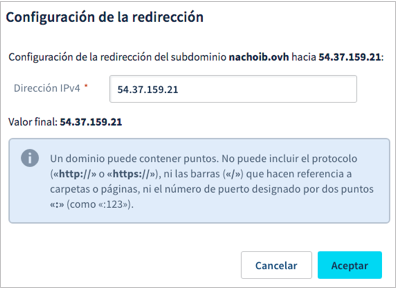 Configuración de la redirección
Configuración de la redirección del subdominio nachoib.ovh hacia 54.37.159.21:
Dirección IPv4 * 54.37.159.21
Valor final: 54.37.159.21
Un dominio puede contener puntos. No puede incluir el protocolo
(«http://» o «https://»), ni las barras («/») que hacen referencia a
carpetas o páginas, ni el número de puerto designado por dos puntos
«:» (como «:123»).
Cancelar Aceptar